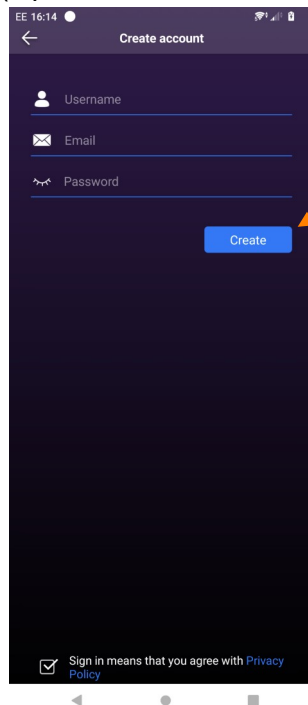 EE 16:14
Create account
Username
Email
Password
Create
Sign in means that you agree with Privacy
Policy